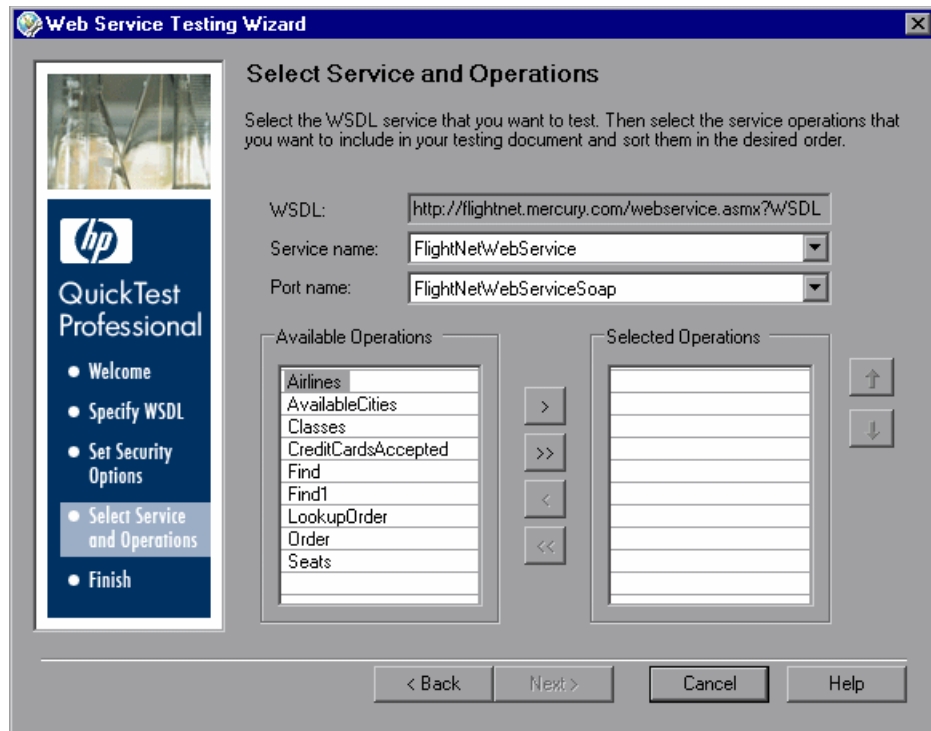 Web Service Testing Wizard
Select Service and Operations
Select the WSDL service that you want to test. Then select the service operations that
you want to include in your testing document and sort them in the desired order.
WSDL:
http://flightnet.mercury.com/webservice.asmx?WSDL
Service name:
FlightNetWebService
Port name:
FlightNetWebServiceSoap
hp
QuickTest
Professional
Welcome
Specify WSDL
Set Security
Options
Select Service
and Operations
Finish
Available Operations
Airlines
AvailableCities
Classes
CreditCardsAccepted
Find
Find1
LookupOrder
Order
Seats
>
>>
<
<<
Selected Operations
< Back
Next >
Cancel
Help